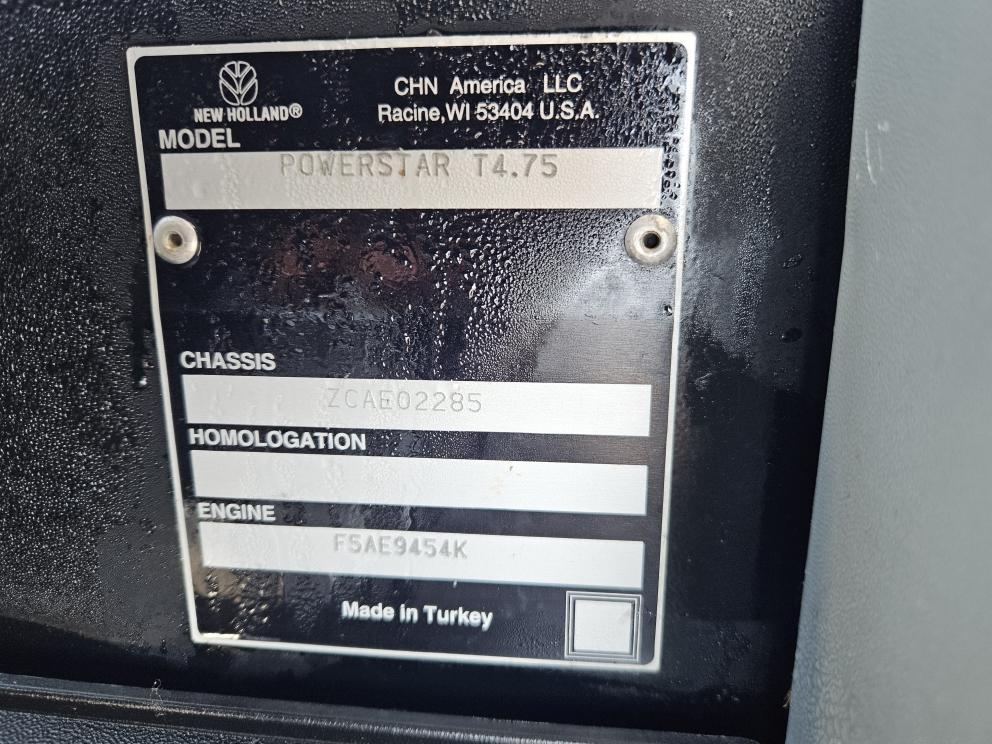 NEW HOLLAND®
CHN America LLC
Racine,WI 53404 U.S.A.
MODEL
POWERSTAR T4.75
CHASSIS
ZCAE02285
HOMOLOGATION
ENGINE
F5AE9454K
Made in Turkey